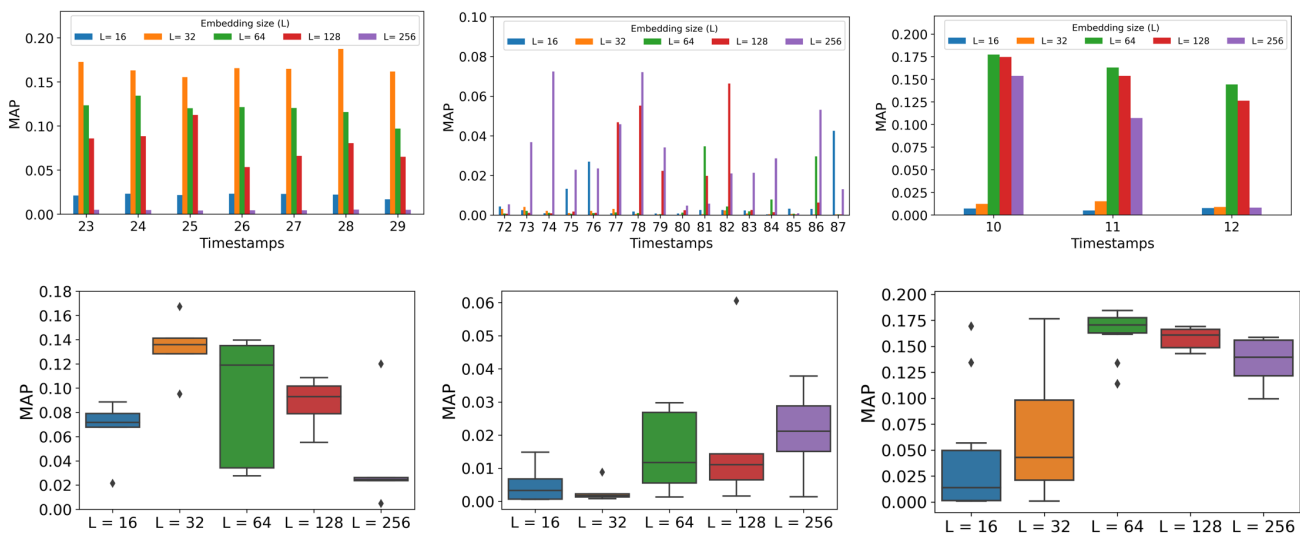 Embedding size (L)
L= 16 L= 32 L= 64 L= 128 L= 256
MAP
0.20
0.15
0.10
0.05
0.00
23 24 25 26 27 28 29
Timestamps
Embedding size (L)
L= 16 L= 32 L= 64 L= 128 L= 256
MAP
0.10
0.08
0.06
0.04
0.02
0.00
72 73 74 75 76 77 78 79 80 81 82 83 84 85 86 87
Timestamps
Embedding size (L)
L= 16 L= 32 L= 64 L= 128 L= 256
MAP
0.200
0.175
0.150
0.125
0.100
0.075
0.050
0.025
0.000
10 11 12
Timestamps
MAP
0.18
0.16
0.14
0.12
0.10
0.08
0.06
0.04
0.02
0.00
L = 16 L = 32 L = 64 L = 128 L = 256
MAP
0.06
0.05
0.04
0.03
0.02
0.01
0.00
L = 16 L = 32 L = 64 L = 128 L = 256
MAP
0.200
0.175
0.150
0.125
0.100
0.075
0.050
0.025
0.000
L = 16 L = 32 L = 64 L = 128 L = 256